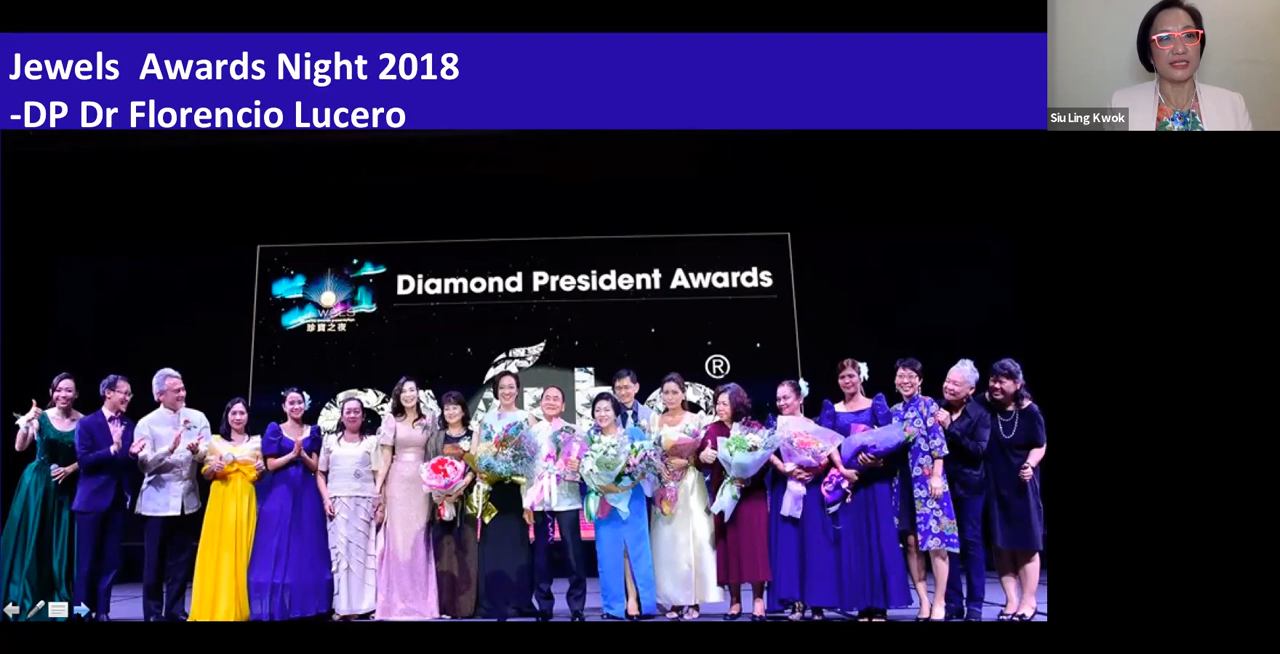 Jewels Awards Night 2018
-DP Dr Florencio Lucero
Siu Ling Kwok
Diamond President Awards
珍寶之夜
®